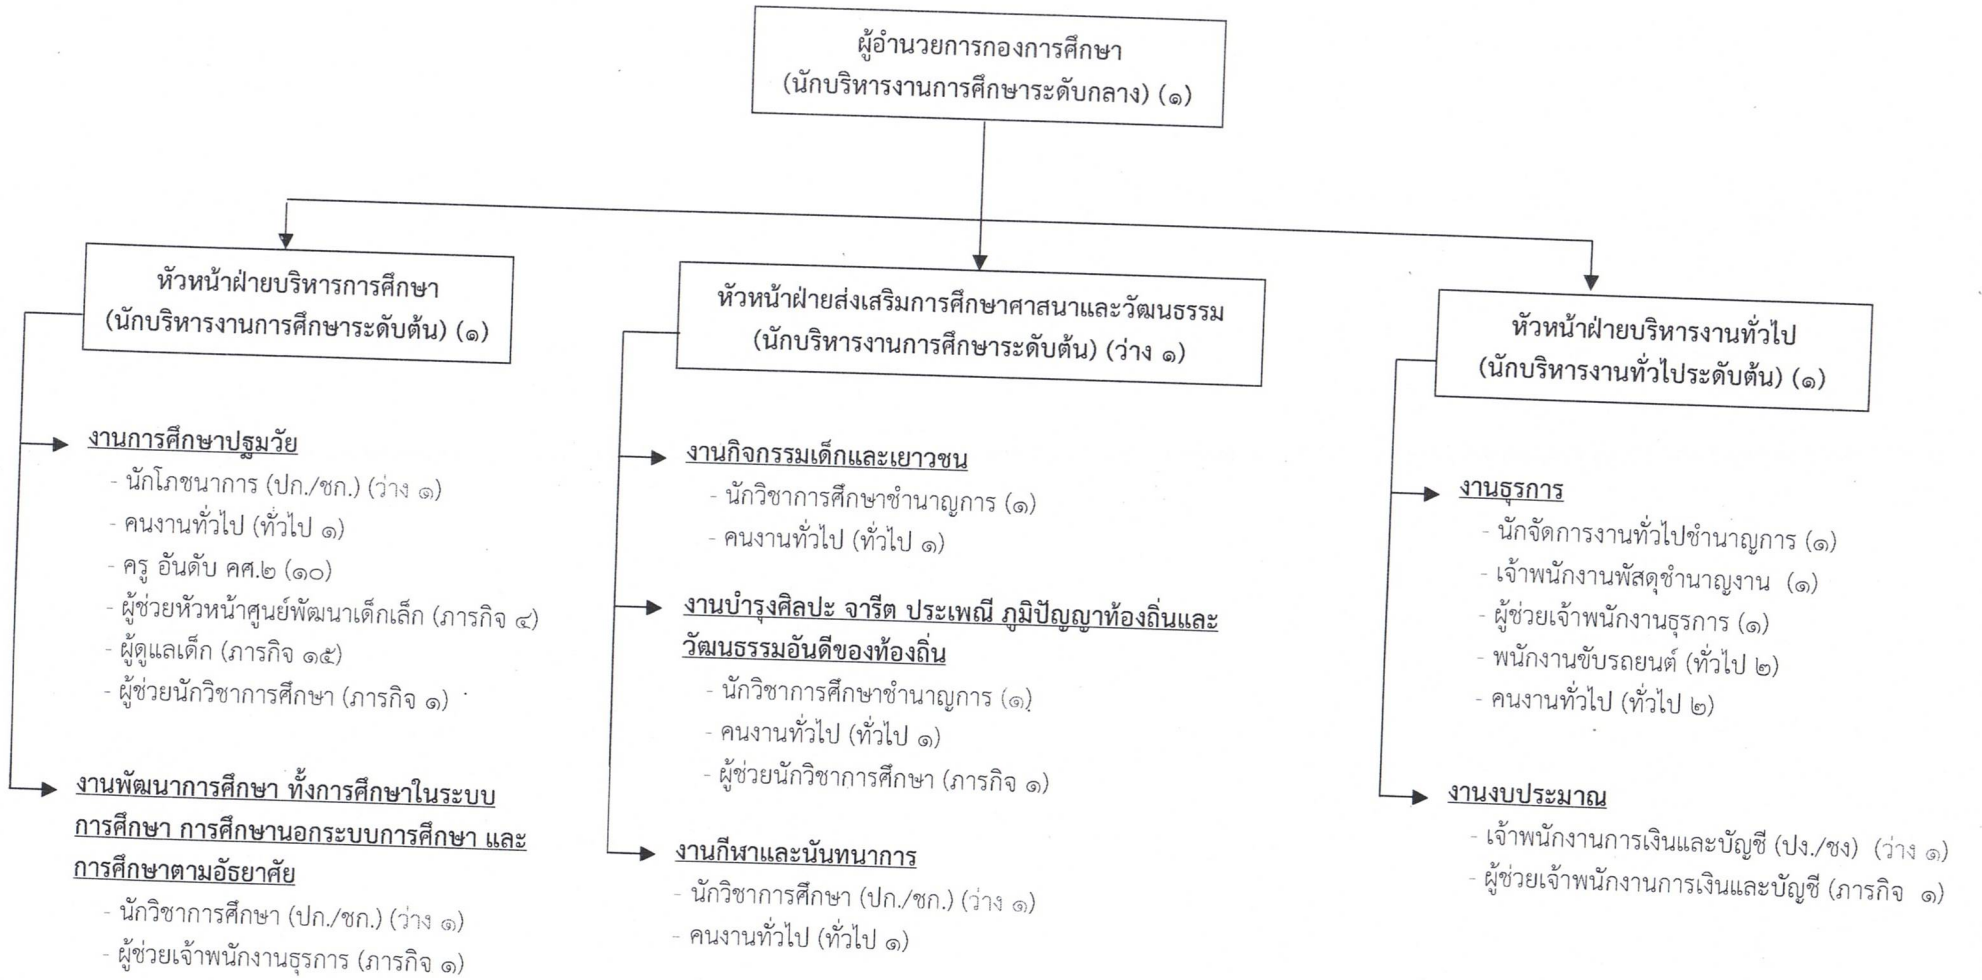 ผู้อำนวยการกองการศึกษา
(นักบริหารงานการศึกษาระดับกลาง) (๑)
หัวหน้าฝ่ายบริหารการศึกษา
(นักบริหารงานการศึกษาระดับต้น) (๑)
งานการศึกษาปฐมวัย
- นักโภชนาการ (ปก./ชก.) (ว่าง ๑)
- คนงานทั่วไป (ทั่วไป ๑)
- ครู อันดับ คศ.๒ (๑๐)
- ผู้ช่วยหัวหน้าศูนย์พัฒนาเด็กเล็ก (ภารกิจ ๔)
- ผู้ดูแลเด็ก (ภารกิจ ๑๕)
- ผู้ช่วยนักวิชาการศึกษา (ภารกิจ ๑)
งานพัฒนาการศึกษา ทั้งการศึกษาในระบบ
การศึกษา การศึกษานอกระบบการศึกษา และ
การศึกษาตามอัธยาศัย
- นักวิชาการศึกษา (ปก./ชก.) (ว่าง ๑)
- ผู้ช่วยเจ้าพนักงานธุรการ (ภารกิจ ๑)
หัวหน้าฝ่ายส่งเสริมการศึกษาศาสนาและวัฒนธรรม
(นักบริหารงานการศึกษาระดับต้น) (ว่าง ๑)
งานกิจกรรมเด็กและเยาวชน
- นักวิชาการศึกษาชำนาญการ (๑)
- คนงานทั่วไป (ทั่วไป ๑)
งานบำรุงศิลปะ จารีต ประเพณี ภูมิปัญญาท้องถิ่นและ
วัฒนธรรมอันดีของท้องถิ่น
- นักวิชาการศึกษาชำนาญการ (๑)
- คนงานทั่วไป (ทั่วไป ๑)
- ผู้ช่วยนักวิชาการศึกษา (ภารกิจ ๑)
งานกีฬาและนันทนาการ
- นักวิชาการศึกษา (ปก./ชก.) (ว่าง ๑)
- คนงานทั่วไป (ทั่วไป ๑)
หัวหน้าฝ่ายบริหารงานทั่วไป
(นักบริหารงานทั่วไประดับต้น) (๑)
งานธุรการ
- นักจัดการงานทั่วไปชำนาญการ (๑)
- เจ้าพนักงานพัสดุชำนาญงาน (๑)
- ผู้ช่วยเจ้าพนักงานธุรการ (๑)
- พนักงานขับรถยนต์ (ทั่วไป ๒)
- คนงานทั่วไป (ทั่วไป ๒)
งานงบประมาณ
- เจ้าพนักงานการเงินและบัญชี (ปง./ชง) (ว่าง ๑)
- ผู้ช่วยเจ้าพนักงานการเงินและบัญชี (ภารกิจ ๑)